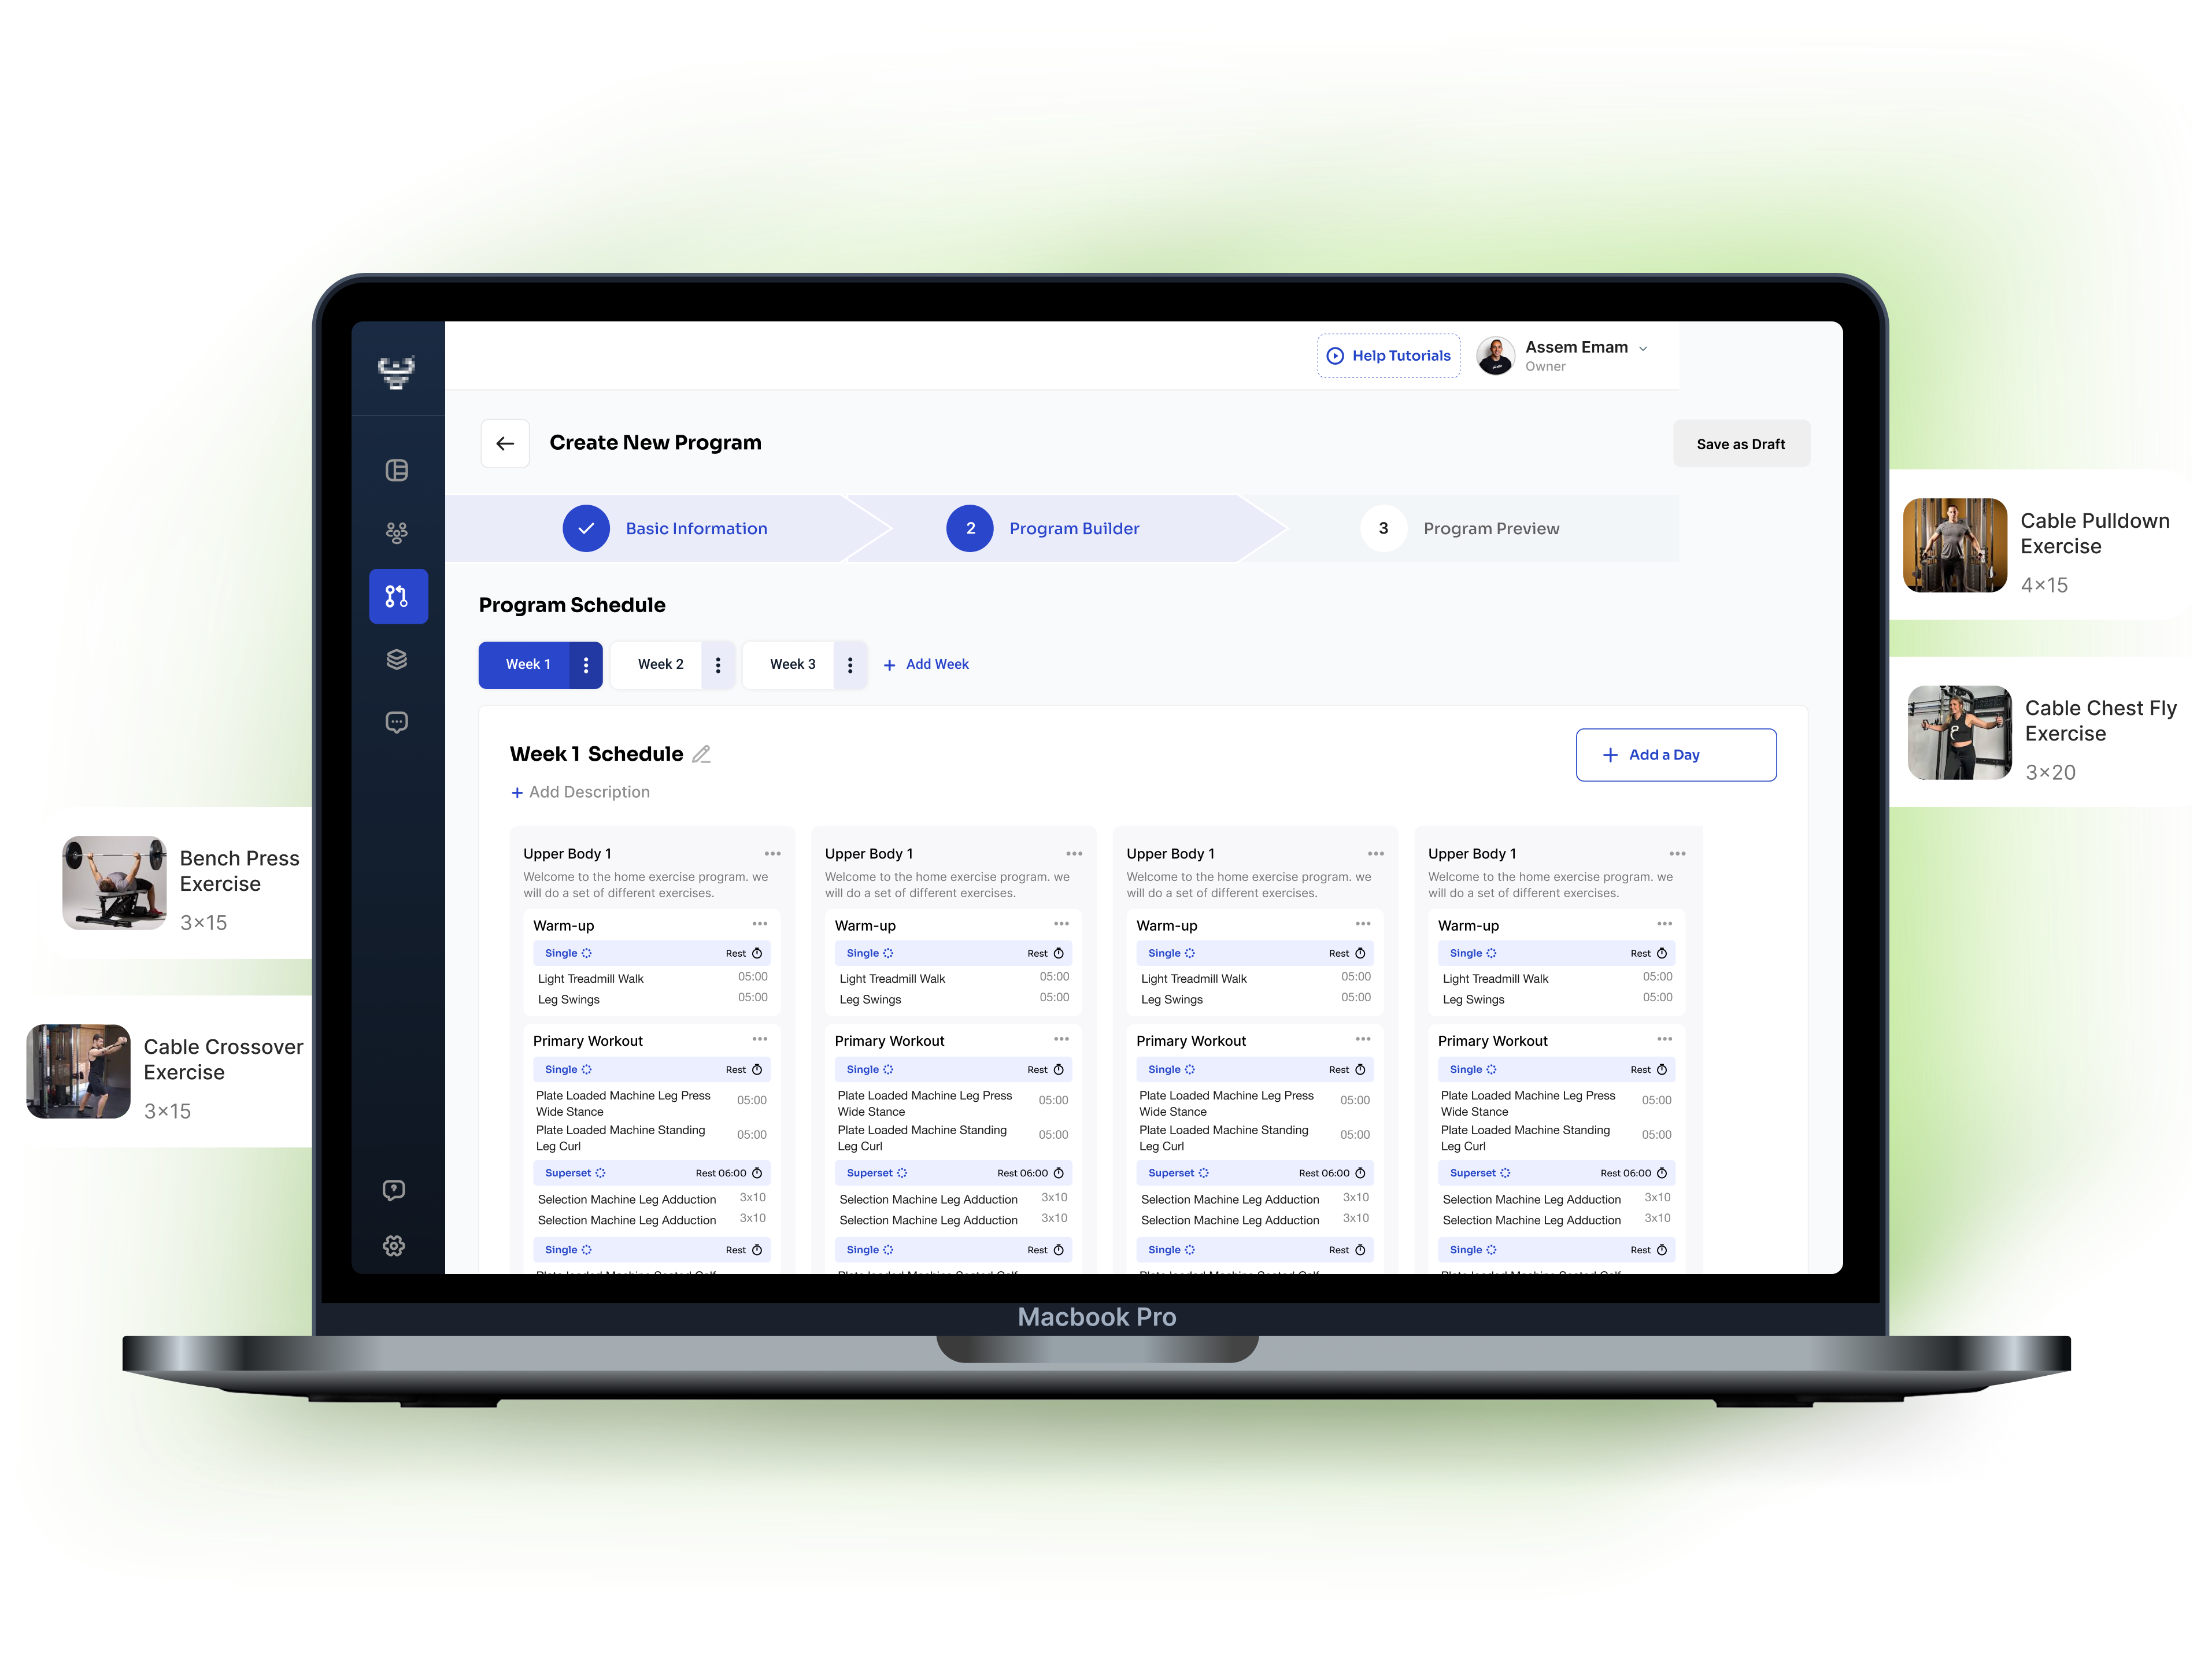 Help Tutorials
Assem Emam
Owner
Create New Program
Save as Draft
Basic Information
2
Program Builder
3
Program Preview
Program Schedule
Week 1
Week 2
Week 3
+ Add Week
Week 1 Schedule
+ Add a Day
+ Add Description
Upper Body 1
Welcome to the home exercise program. we
will do a set of different exercises.
Warm-up
Single
Rest
Light Treadmill Walk
05:00
Leg Swings
05:00
Primary Workout
Single
Rest
Plate Loaded Machine Leg Press
Wide Stance
05:00
Plate Loaded Machine Standing
Leg Curl
05:00
Superset
Rest 06:00
Selection Machine Leg Adduction
3x10
Selection Machine Leg Adduction
3x10
Single
Rest
Upper Body 1
Welcome to the home exercise program. we
will do a set of different exercises.
Warm-up
Single
Rest
Light Treadmill Walk
05:00
Leg Swings
05:00
Primary Workout
Single
Rest
Plate Loaded Machine Leg Press
Wide Stance
05:00
Plate Loaded Machine Standing
Leg Curl
05:00
Superset
Rest 06:00
Selection Machine Leg Adduction
3x10
Selection Machine Leg Adduction
3x10
Single
Rest
Upper Body 1
Welcome to the home exercise program. we
will do a set of different exercises.
Warm-up
Single
Rest
Light Treadmill Walk
05:00
Leg Swings
05:00
Primary Workout
Single
Rest
Plate Loaded Machine Leg Press
Wide Stance
05:00
Plate Loaded Machine Standing
Leg Curl
05:00
Superset
Rest 06:00
Selection Machine Leg Adduction
3x10
Selection Machine Leg Adduction
3x10
Single
Rest
Upper Body 1
Welcome to the home exercise program. we
will do a set of different exercises.
Warm-up
Single
Rest
Light Treadmill Walk
05:00
Leg Swings
05:00
Primary Workout
Single
Rest
Plate Loaded Machine Leg Press
Wide Stance
05:00
Plate Loaded Machine Standing
Leg Curl
05:00
Superset
Rest 06:00
Selection Machine Leg Adduction
3x10
Selection Machine Leg Adduction
3x10
Single
Rest
Macbook Pro
Bench Press
Exercise
3×15
Cable Crossover
Exercise
3×15
Cable Pulldown
Exercise
4×15
Cable Chest Fly
Exercise
3×20